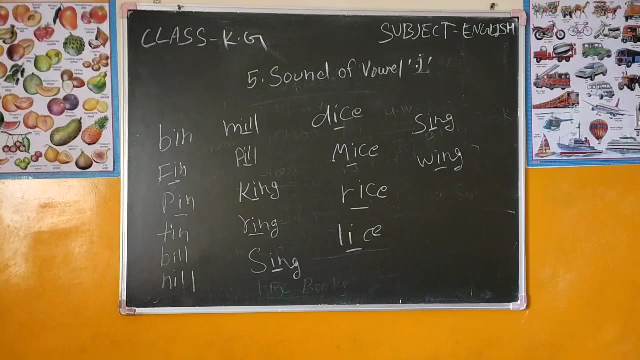 CLASS-K.G
SUBJECT-ENGLISH
5. Sound of Vowel 'i'
bin
Fin
Pin
tin
bill
hill
mill
Pill
King
ring
Sing
dice
Mice
rice
lice
Sing
wing